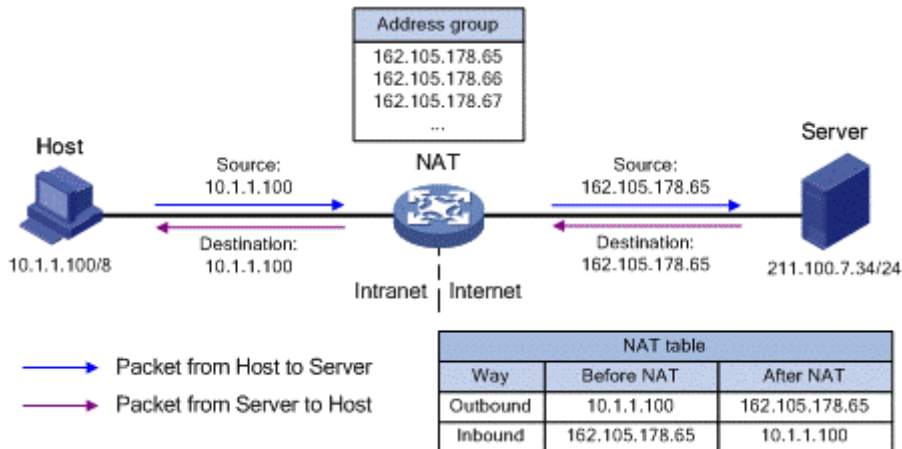 Address group
162.105.178.65
162.105.178.66
162.105.178.67
...
Host
NAT
Server
Source:
10.1.1.100
Source:
162.105.178.65
Destination:
10.1.1.100
Destination:
162.105.178.65
10.1.1.100/8
211.100.7.34/24
Intranet Internet
Packet from Host to Server
Packet from Server to Host
NAT table
Way Before NAT After NAT
Outbound 10.1.1.100 162.105.178.65
Inbound 162.105.178.65 10.1.1.100